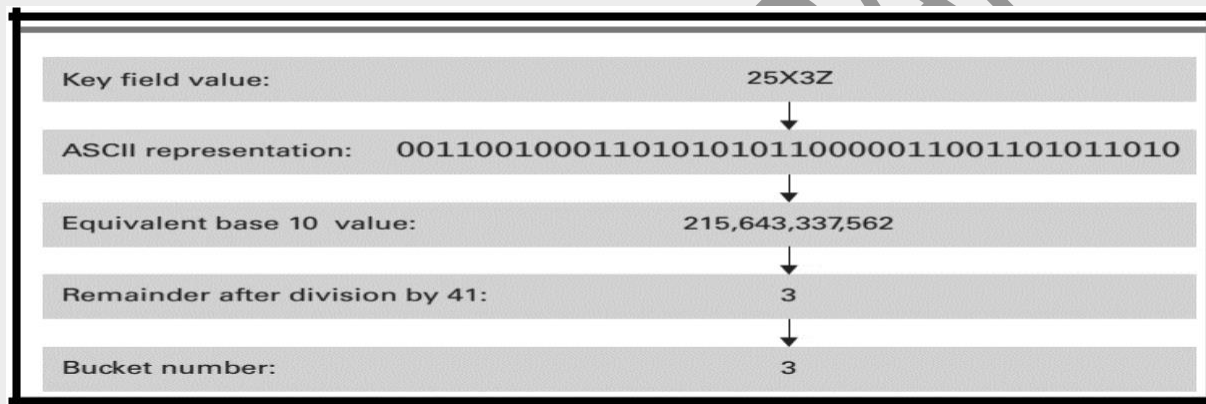 Key field value: 25X3Z
ASCII representation: 0011001000110101010110000011001101011010
Equivalent base 10 value: 215,643,337,562
Remainder after division by 41: 3
Bucket number: 3